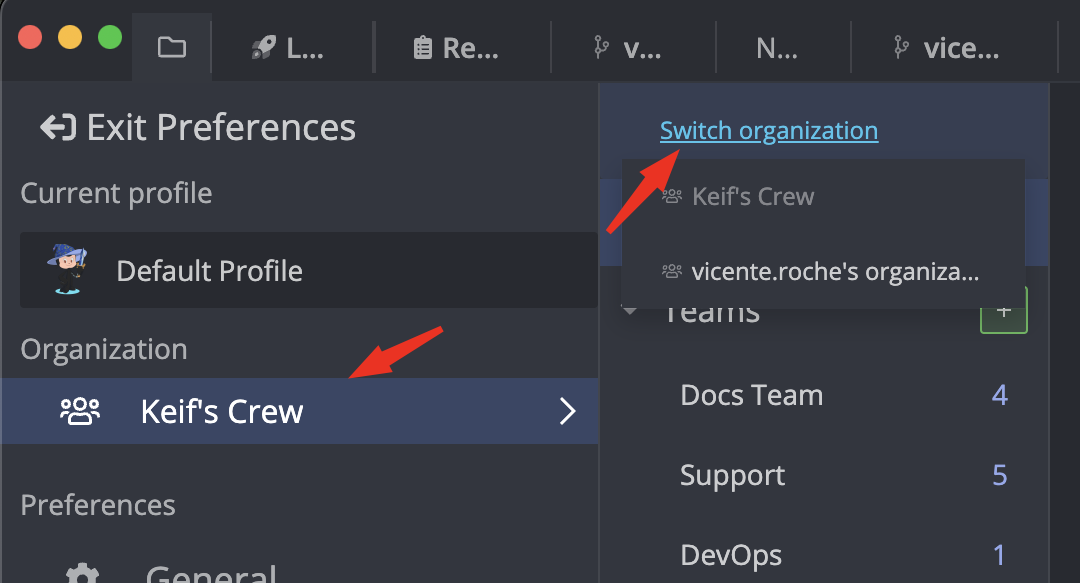 L...
Re...
v...
N...
vice...
Exit Preferences
Current profile
Default Profile
Organization
Keif's Crew
Preferences
General
Switch organization
Keif's Crew
vicente.roche's organiza...
Teams
+
Docs Team 4
Support 5
DevOps 1